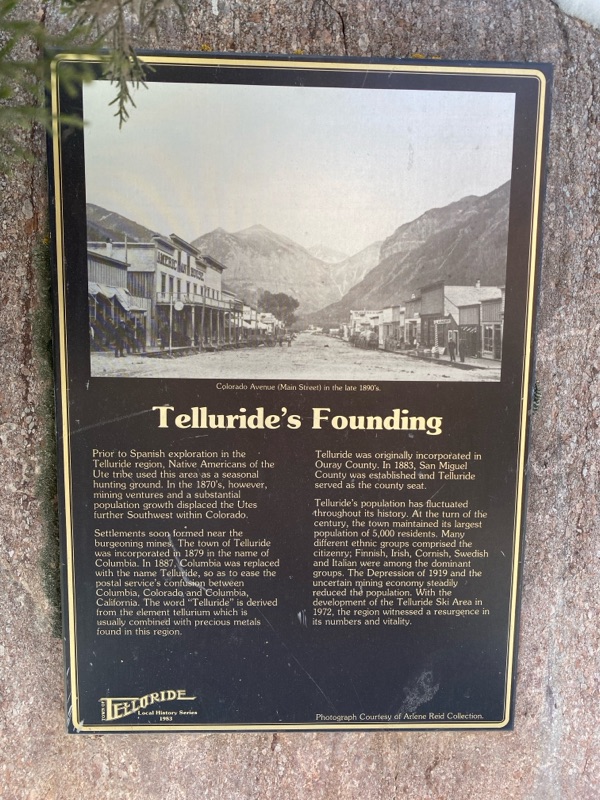 AMERICAN HOUSE
Colorado Avenue (Main Street) in the late 1890's.
Telluride's Founding
Prior to Spanish exploration in the
Telluride region, Native Americans of the
Ute tribe used this area as a seasonal
hunting ground. In the 1870's, however,
mining ventures and a substantial
population growth displaced the Utes
further Southwest within Colorado.
Settlements soon formed near the
burgeoning mines. The town of Telluride
was incorporated in 1879 in the name of
Columbia. In 1887, Columbia was replaced
with the name Telluride, so as to ease the
postal service's confusion between
Columbia, Colorado and Columbia,
California. The word "Telluride" is derived
from the element tellurium which is
usually combined with precious metals
found in this region.
Telluride was originally incorporated in
Ouray County. In 1883, San Miguel
County was established and Telluride
served as the county seat.
Telluride's population has fluctuated
throughout its history. At the turn of the
century, the town maintained its largest
population of 5,000 residents. Many
different ethnic groups comprised the
citizenry; Finnish, Irish, Cornish, Swedish
and Italian were among the dominant
groups. The Depression of 1919 and the
uncertain mining economy steadily
reduced the population. With the
development of the Telluride Ski Area in
1972, the region witnessed a resurgence in
its numbers and vitality.
TOWN OF
TELLURIDE
Local History Series
1983
Photograph Courtesy of Arlene Reid Collection.